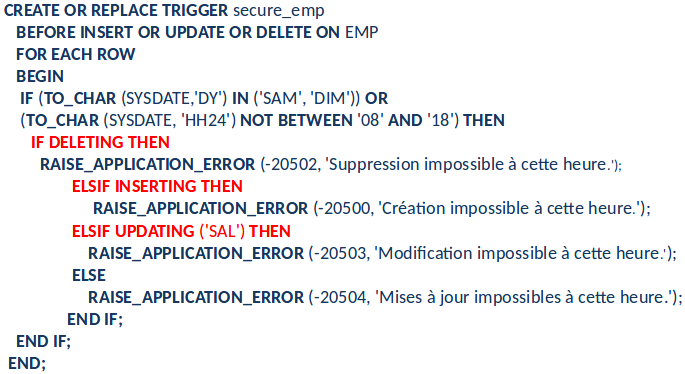 CREATE OR REPLACE TRIGGER secure_emp
BEFORE INSERT OR UPDATE OR DELETE ON EMP
FOR EACH ROW
BEGIN
IF (TO_CHAR (SYSDATE,'DY') IN ('SAM', 'DIM')) OR
(TO_CHAR (SYSDATE, 'HH24') NOT BETWEEN '08' AND '18') THEN
IF DELETING THEN
RAISE_APPLICATION_ERROR (-20502, 'Suppression impossible à cette heure.');
ELSIF INSERTING THEN
RAISE_APPLICATION_ERROR (-20500, 'Création impossible à cette heure.');
ELSIF UPDATING ('SAL') THEN
RAISE_APPLICATION_ERROR (-20503, 'Modification impossible à cette heure.');
ELSE
RAISE_APPLICATION_ERROR (-20504, 'Mises à jour impossibles à cette heure.');
END IF;
END IF;
END;